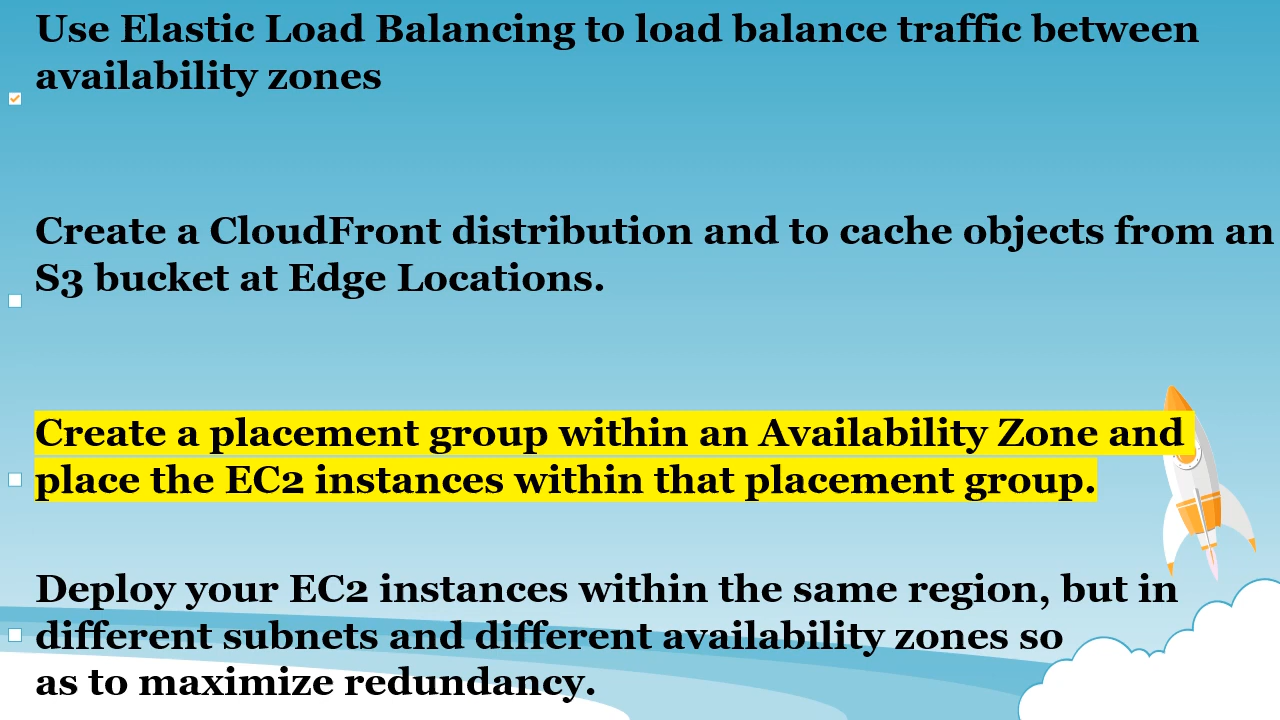 Use Elastic Load Balancing to load balance traffic between
availability zones
Create a CloudFront distribution and to cache objects from an
S3 bucket at Edge Locations.
Create a placement group within an Availability Zone and
place the EC2 instances within that placement group.
Deploy your EC2 instances within the same region, but in
different subnets and different availability zones so
as to maximize redundancy.